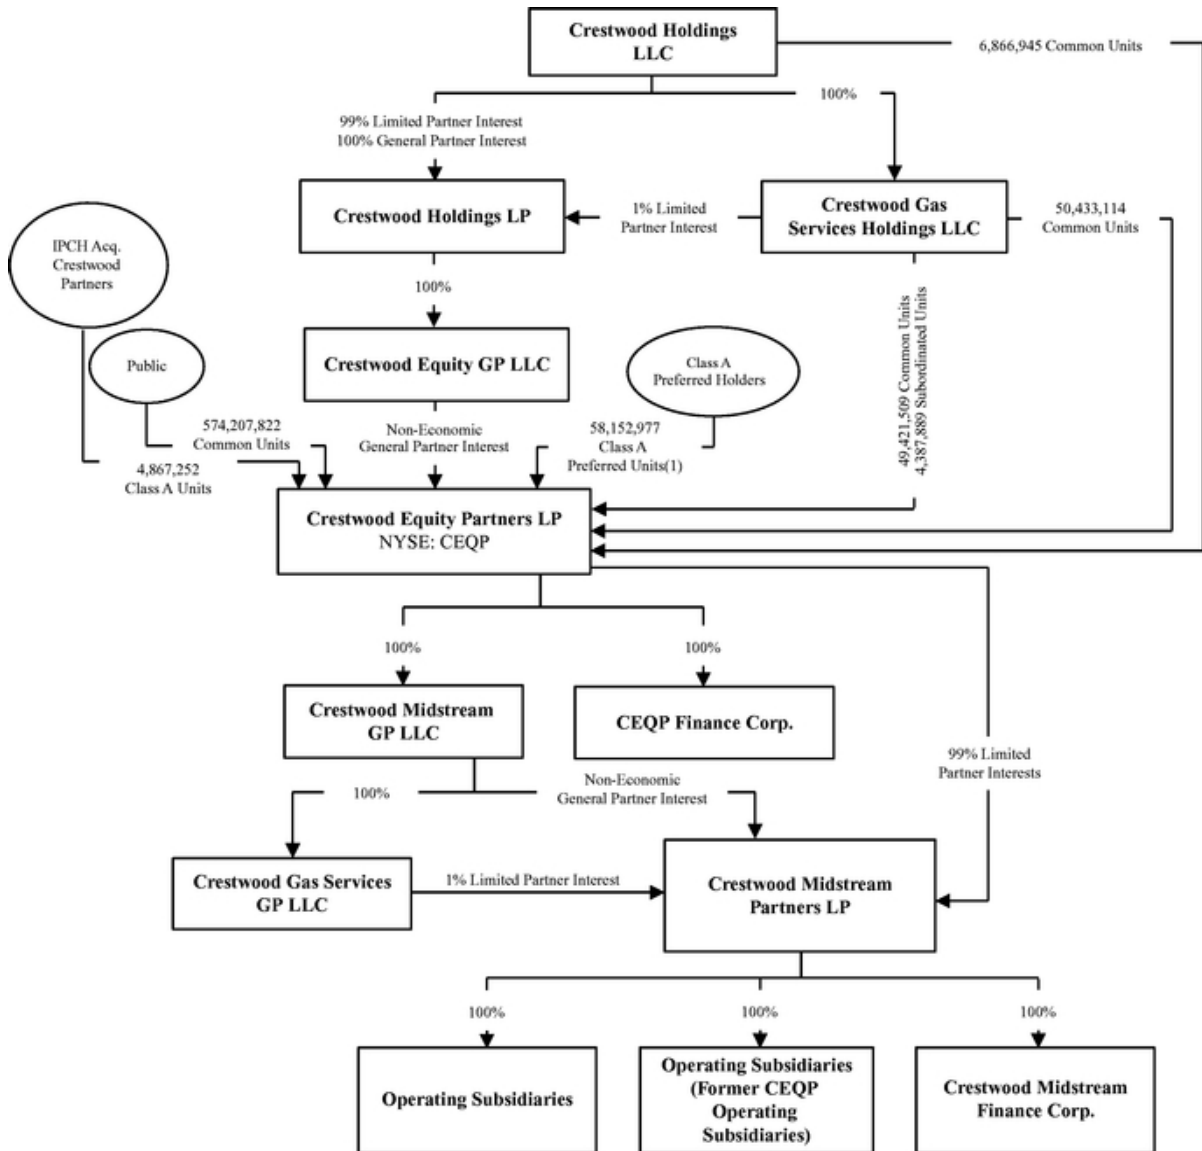 Crestwood Holdings
LLC
6,866,945 Common Units
99% Limited Partner Interest
100% General Partner Interest
100%
Crestwood Holdings LP
1% Limited
Partner Interest
Crestwood Gas
Services Holdings LLC
50,433,114
Common Units
IPCH Acq.
Crestwood
Partners
100%
Public
Crestwood Equity GP LLC
Class A
Preferred Holders
49,421,509 Common Units
4,387,889 Subordinated Units
574,207,822
Common Units
Non-Economic
General Partner Interest
58,152,977
Class A
Preferred Units(1)
4,867,252
Class A Units
Crestwood Equity Partners LP
NYSE: CEQP
100%
100%
Crestwood Midstream
GP LLC
CEQP Finance Corp.
99% Limited
Partner Interests
100%
Non-Economic
General Partner Interest
Crestwood Gas Services
GP LLC
1% Limited Partner Interest
Crestwood Midstream
Partners LP
100%
100%
100%
Operating Subsidiaries
Operating Subsidiaries
(Former CEQP
Operating
Subsidiaries)
Crestwood Midstream
Finance Corp.